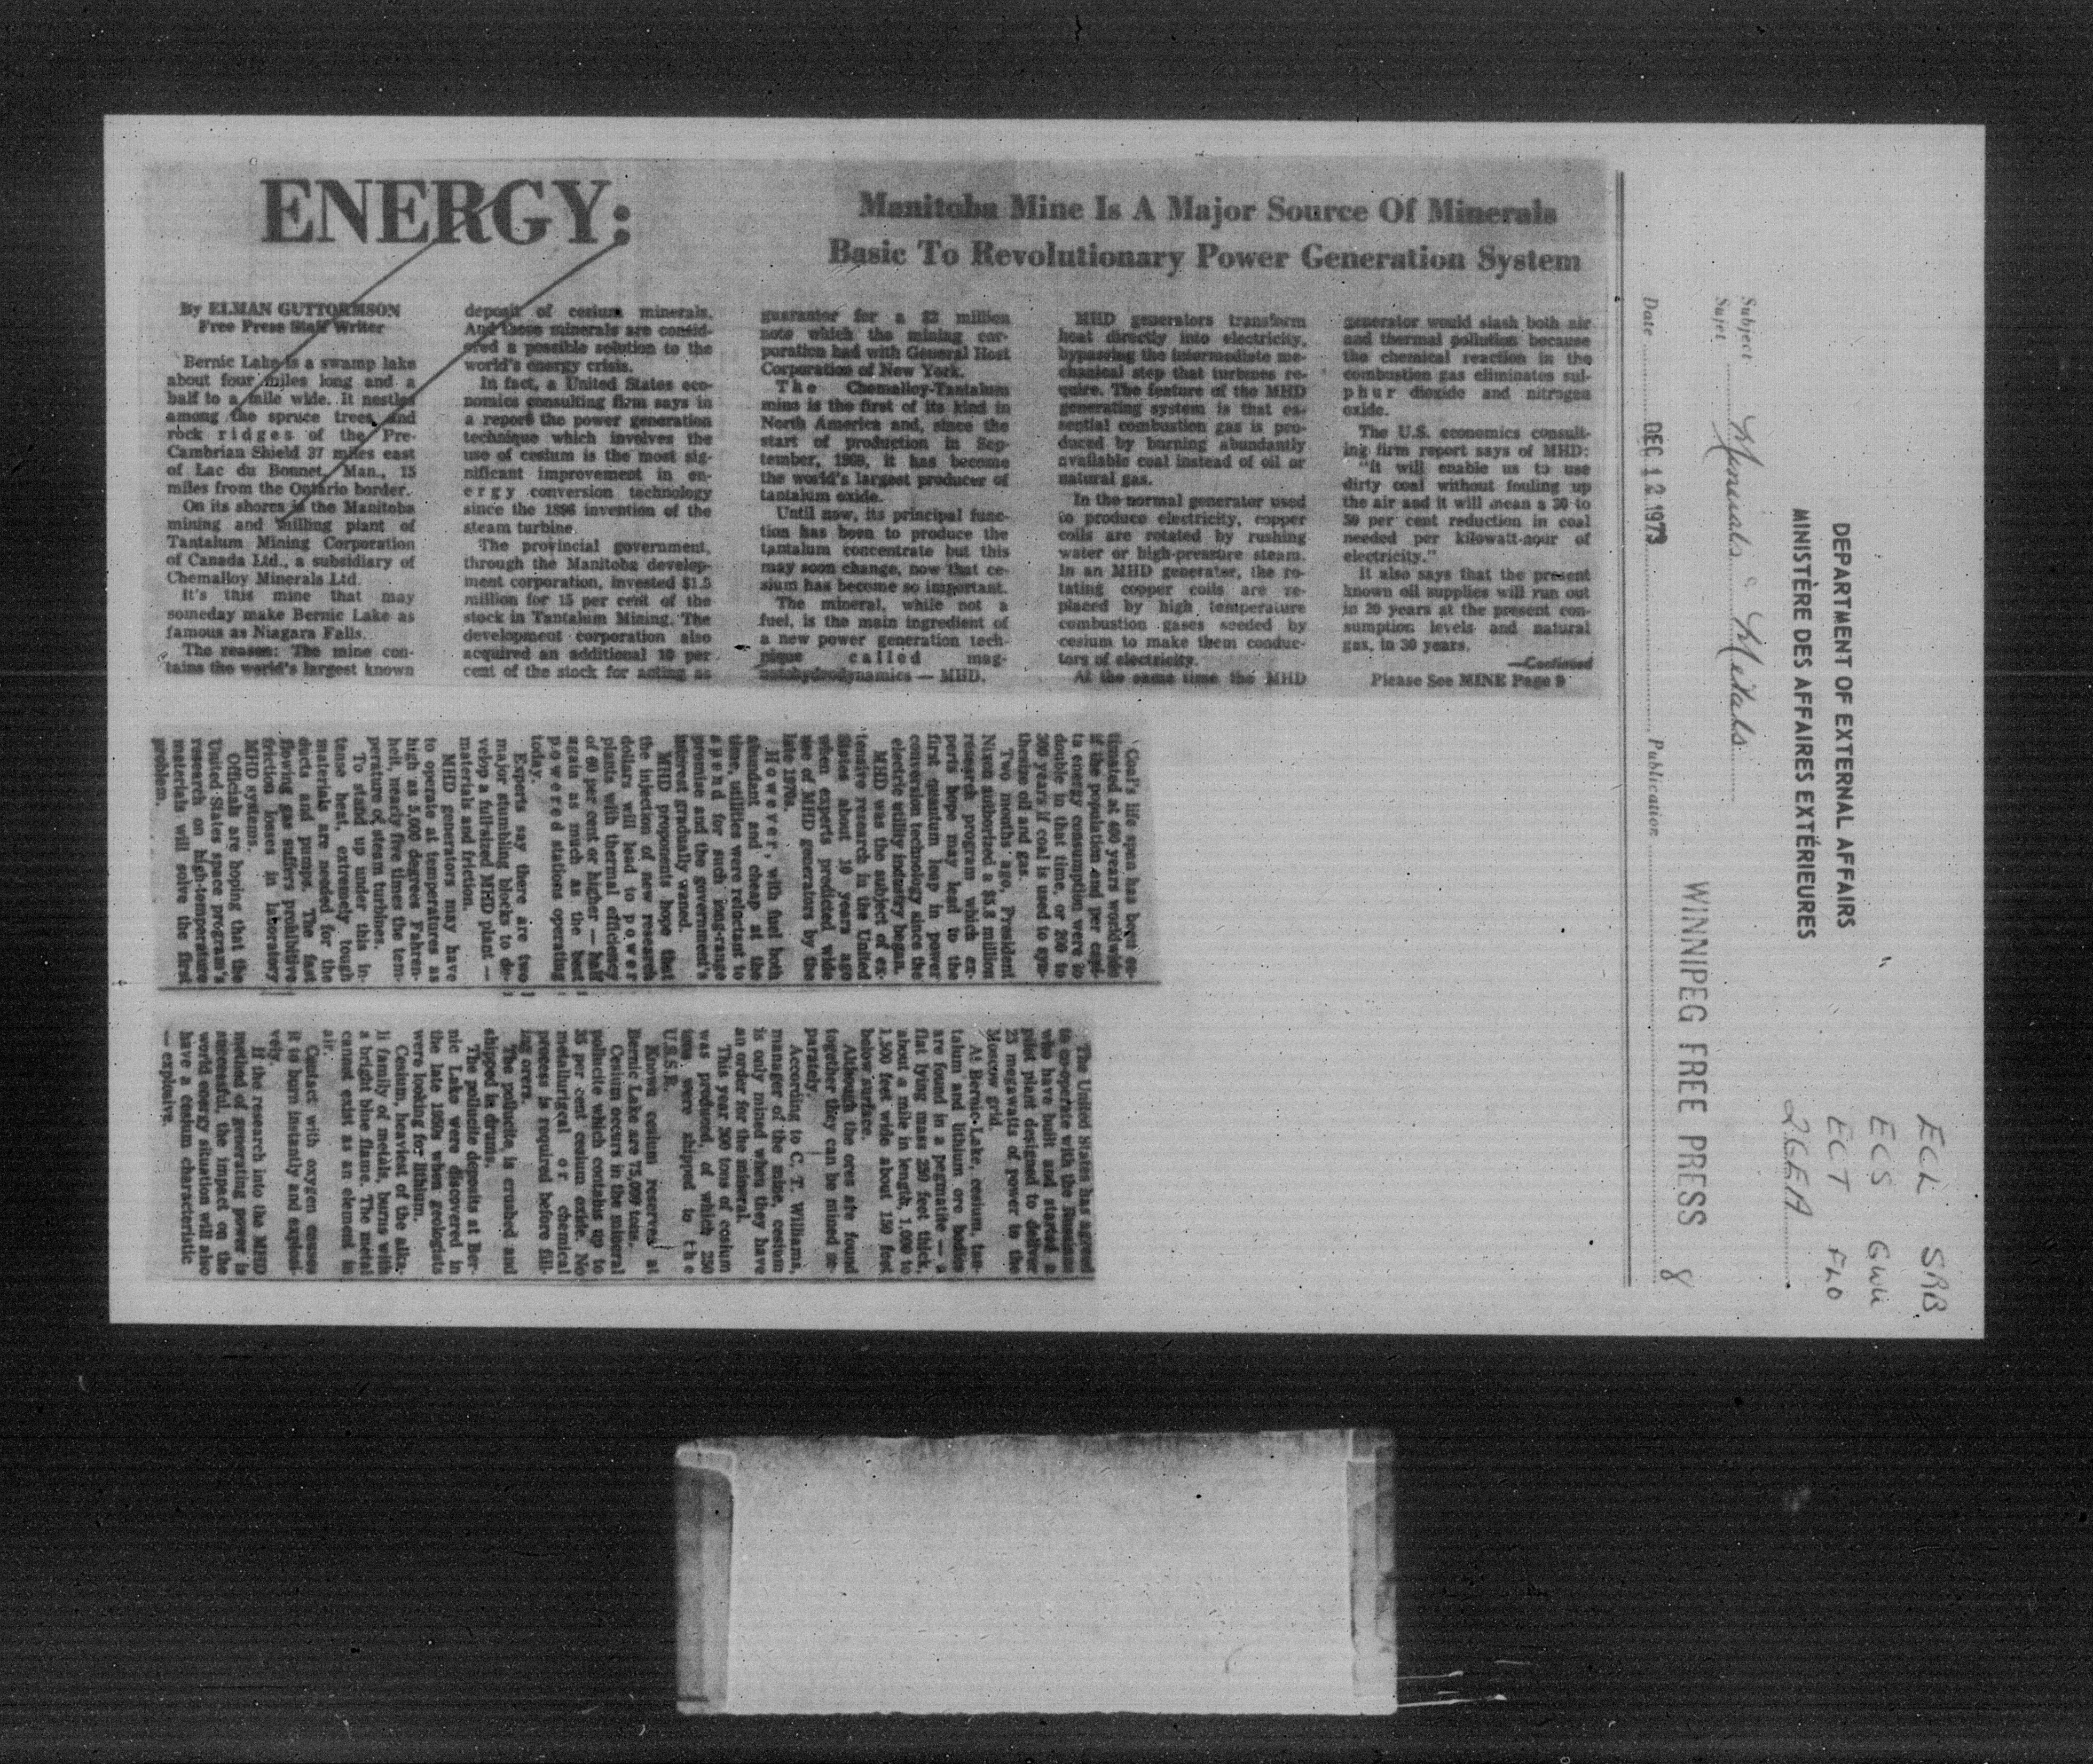 ENERGY:
Manitoba Mine Is A Major Source Of Minerals
Basic To Revolutionary Power Generation System
By ELMAN GUTTORMSON
Free Press Staff Writer
Bernic Lake is a swamp lake
about four miles long and a
half to a mile wide. It nestles
among the spruce trees and
rock ridges of the Pre-
Cambrian Shield 37 miles east
of Lac du Bonnet, Man., 15
miles from the Ontario border.
On its shores is the Manitoba
mining and milling plant of
Tantalum Mining Corporation
of Canada Ltd., a subsidiary of
Chemalloy Minerals Ltd.
It's this mine that may
someday make Bernic Lake as
famous as Niagara Falls.
The reason: The mine con-
tains the world's largest known
deposit of cesium minerals.
And these minerals are consid-
ered a possible solution to the
world's energy crisis.
In fact, a United States eco-
nomics consulting firm says in
a report the power generation
technique which involves the
use of cesium is the most sig-
nificant improvement in en-
ergy conversion technology
since the 1896 invention of the
steam turbine.
The provincial government,
through the Manitoba develop-
ment corporation, invested $1.5
million for 15 per cent of the
stock in Tantalum Mining. The
development corporation also
acquired an additional 10 per
cent of the stock for acting as
guarantor for a $2 million
note which the mining cor-
poration had with General Host
Corporation of New York.
The Chemalloy-Tantalum
mine is the first of its kind in
North America and, since the
start of production in Sep-
tember, 1969, it has become
the world's largest producer of
tantalum oxide.
Until now, its principal func-
tion has been to produce the
tantalum concentrate but this
may soon change, now that ce-
sium has become so important.
The mineral, while not a
fuel, is the main ingredient of
a new power generation tech-
nique called mag-
netohydrodynamics — MHD.
MHD generators transform
heat directly into electricity,
bypassing the intermediate me-
chanical step that turbines re-
quire. The feature of the MHD
generating system is that es-
sential combustion gas is pro-
duced by burning abundantly
available coal instead of oil or
natural gas.
In the normal generator used
to produce electricity, copper
coils are rotated by rushing
water or high-pressure steam.
In an MHD generator, the ro-
tating copper coils are re-
placed by high temperature
combustion gases seeded by
cesium to make them conduc-
tors of electricity.
At the same time the MHD
generator would slash both air
and thermal pollution because
the chemical reaction in the
combustion gas eliminates sul-
phur dioxide and nitrogen
oxide.
The U.S. economics consult-
ing firm report says of MHD:
"It will enable us to use
dirty coal without fouling up
the air and it will mean a 30 to
50 per cent reduction in coal
needed per kilowatt-hour of
electricity."
It also says that the present
known oil supplies will run out
in 20 years at the present con-
sumption levels and natural
gas, in 30 years.
—Continued
Please See MINE Page 9
Coal's life span has been es-
timated at 400 years worldwide
if the population and per capi-
ta energy consumption were to
double in that time, or 200 to
300 years if coal is used to syn-
thesize oil and gas.
Two months ago, President
Nixon authorized a $5.8 million
research program which ex-
perts hope may lead to the
first quantum leap in power
conversion technology since the
electric utility industry began.
MHD was the subject of ex-
tensive research in the United
States about 10 years ago
when experts predicted wide
use of MHD generators by the
late 1970s.
However, with fuel both
abundant and cheap at the
time, utilities were reluctant to
spend for such long-range
promise and the government's
interest gradually waned.
MHD proponents hope that
the injection of new research
dollars will lead to power
plants with thermal efficiency
of 60 per cent or higher — half
again as much as the best
powered stations operating
today.
Experts say there are two
major stumbling blocks to de-
velop a full-sized MHD plant —
materials and friction.
MHD generators may have
to operate at temperatures as
high as 5,000 degrees Fahren-
heit, nearly five times the tem-
perature of steam turbines.
To stand up under this in-
tense heat, extremely tough
materials are needed for the
ducts and pumps. The fast
flowing gas suffers prohibitive
friction losses in laboratory
MHD systems.
Officials are hoping that the
United States space program's
research on high-temperature
materials will solve the first
problem.
The United States has agreed
to co-operate with the Russians
who have built and started a
pilot plant designed to deliver
25 megawatts of power to the
Moscow grid.
At Bernic Lake, cesium, tan-
talum and lithium ore bodies
are found in a pegmatite — a
flat lying mass 250 feet thick,
about a mile in length, 1,000 to
1,500 feet wide about 150 feet
below surface.
Although the ores are found
together they can be mined se-
parately.
According to C. T. Williams,
manager of the mine, cesium
is only mined when they have
an order for the mineral.
This year 300 tons of cesium
was produced, of which 250
tons were shipped to the
U.S.S.R.
Known cesium reserves at
Bernic Lake are 75,000 tons.
Cesium occurs in the mineral
pollucite which contains up to
35 per cent cesium oxide. No
metallurgical or chemical
process is required before fill-
ing orers.
The pollucite is crushed and
shipped in drums.
The pollucite deposits at Ber-
nic Lake were discovered in
the late 1950s when geologists
were looking for lithium.
Cesium, heaviest of the alka-
li family of metals, burns with
a bright blue flame. The metal
cannot exist as an element in
air.
Contact with oxygen causes
it to burn instantly and explosi-
vely.
If the research into the MHD
method of generating power is
successful, the impact on the
world energy situation will also
have a cesium characteristic
— explosive.
DEPARTMENT OF EXTERNAL AFFAIRS
MINISTÈRE DES AFFAIRES EXTÉRIEURES
Subject
Sujet
Minerals & Metals
Date DEC 12 1973 Publication WINNIPEG FREE PRESS 8
ECL SRB
ECS GWU
ECT FLO
2GEA